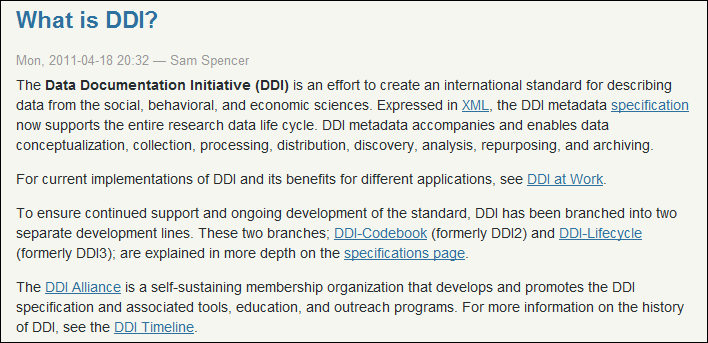 What is DDI?
Mon, 2011-04-18 20:32 — Sam Spencer
The Data Documentation Initiative (DDI) is an effort to create an international standard for describing
data from the social, behavioral, and economic sciences. Expressed in XML, the DDI metadata specification
now supports the entire research data life cycle. DDI metadata accompanies and enables data
conceptualization, collection, processing, distribution, discovery, analysis, repurposing, and archiving.
For current implementations of DDI and its benefits for different applications, see DDI at Work.
To ensure continued support and ongoing development of the standard, DDI has been branched into two
separate development lines. These two branches; DDI-Codebook (formerly DDI2) and DDI-Lifecycle
(formerly DDI3); are explained in more depth on the specifications page.
The DDI Alliance is a self-sustaining membership organization that develops and promotes the DDI
specification and associated tools, education, and outreach programs. For more information on the history
of DDI, see the DDI Timeline.